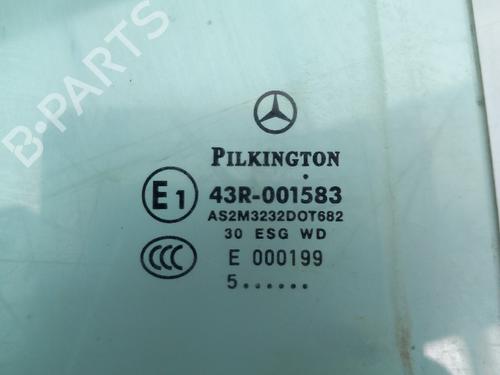 B-PARTS
PILKINGTON
E1 43R-001583
AS2M3232DOT682
30 ESG WD
CCC E 000199
5......